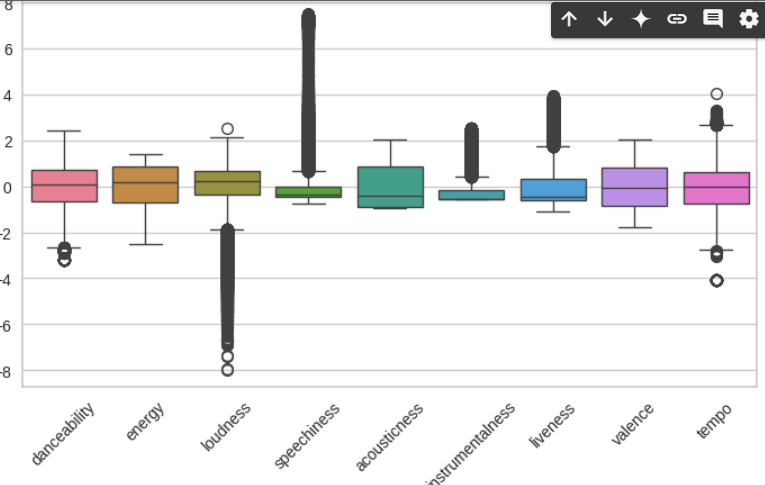 8
6
4
2
0
-2
-4
-6
-8
danceability
energy
loudness
speechiness
acousticness
instrumentalness
liveness
valence
tempo